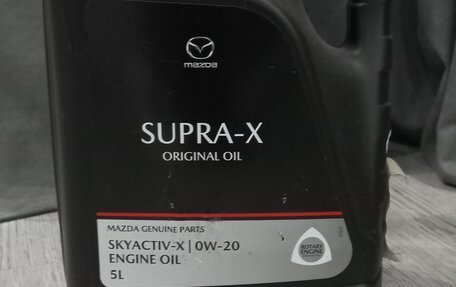 mazda
SUPRA-X
ORIGINAL OIL
MAZDA GENUINE PARTS
SKYACTIV-X | 0W-20
ENGINE OIL
5L
ROTARY
ENGINE